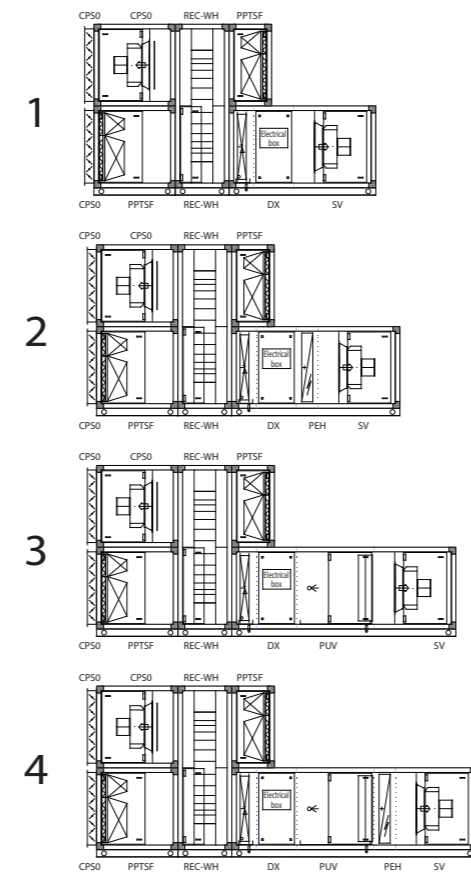 CPS0 CPS0 REC-WH PPTSF
1
Electrical
box
CPS0 PPTSF REC-WH DX SV
CPS0 CPS0 REC-WH PPTSF
2
Electrical
box
CPS0 PPTSF REC-WH DX PEH SV
CPS0 CPS0 REC-WH PPTSF
3
Electrical
box
CPS0 PPTSF REC-WH DX PUV SV
CPS0 CPS0 REC-WH PPTSF
4
Electrical
box
CPS0 PPTSF REC-WH DX PUV PEH SV